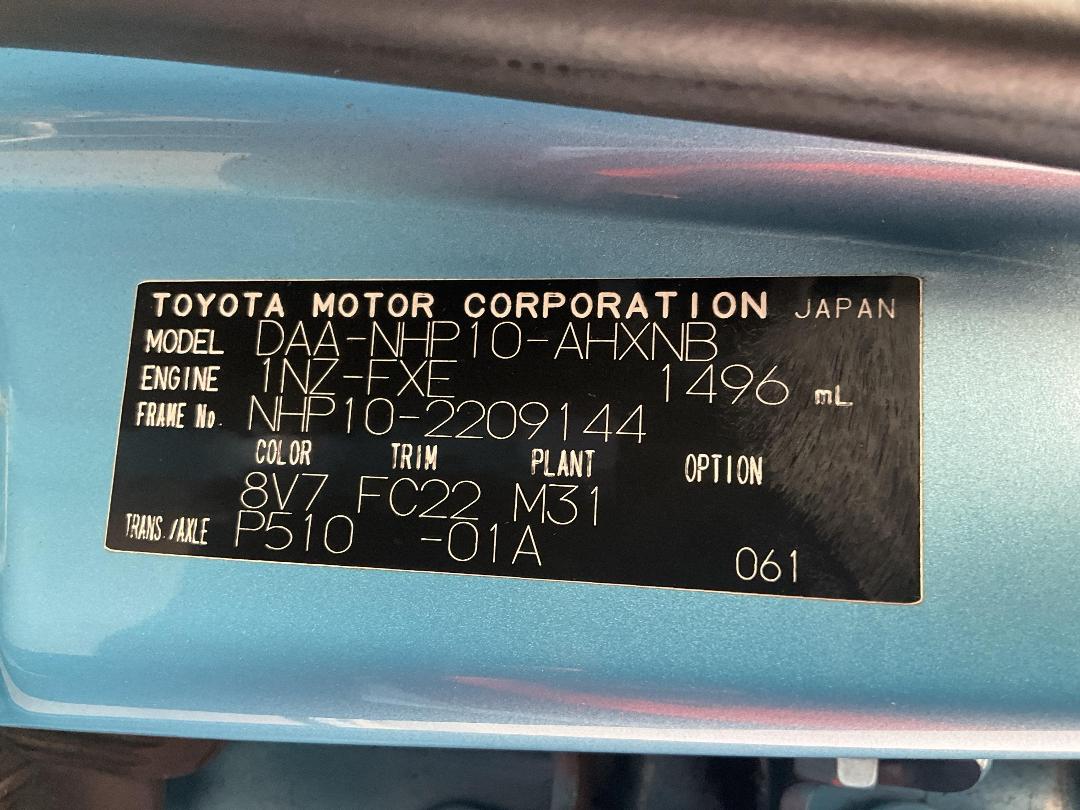 TOYOTA MOTOR CORPORATION JAPAN
MODEL DAA-NHP10-AHXNB
ENGINE 1NZ-FXE 1496 mL
FRAME No. NHP10-2209144
COLOR TRIM PLANT OPTION
8V7 FC22 M31
TRANS./AXLE P510 -01A 061